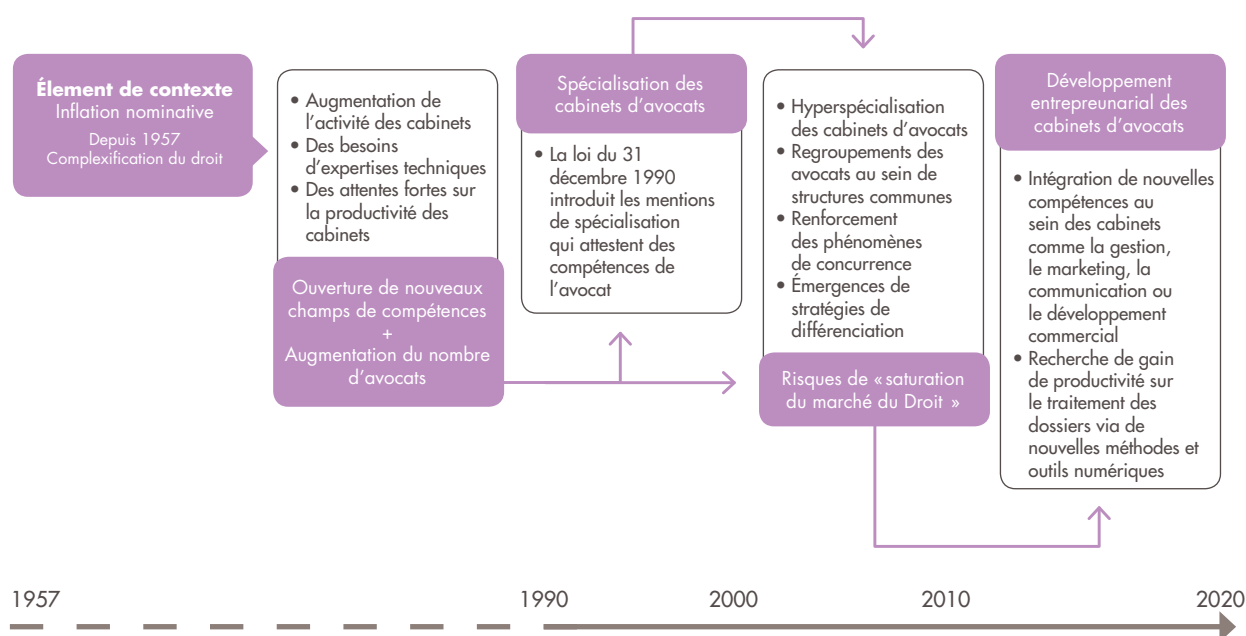 Élement de contexte
Inflation nominative
Depuis 1957
Complexification du droit
• Augmentation de
l’activité des cabinets
• Des besoins
d’expertises techniques
• Des attentes fortes sur
la productivité des
cabinets
Ouverture de nouveaux
champs de compétences
+
Augmentation du nombre
d’avocats
Spécialisation des
cabinets d’avocats
• La loi du 31
décembre 1990
introduit les mentions
de spécialisation
qui attestent des
compétences de
l’avocat
• Hyperspécialisation
des cabinets d’avocats
• Regroupements des
avocats au sein de
structures communes
• Renforcement
des phénomènes
de concurrence
• Émergences de
stratégies de
différenciation
Risques de « saturation
du marché du Droit »
Développement
entrepreunarial des
cabinets d’avocats
• Intégration de nouvelles
compétences au
sein des cabinets
comme la gestion,
le marketing, la
communication ou
le développement
commercial
• Recherche de gain
de productivité sur
le traitement des
dossiers via de
nouvelles méthodes et
outils numériques
1957 1990 2000 2010 2020